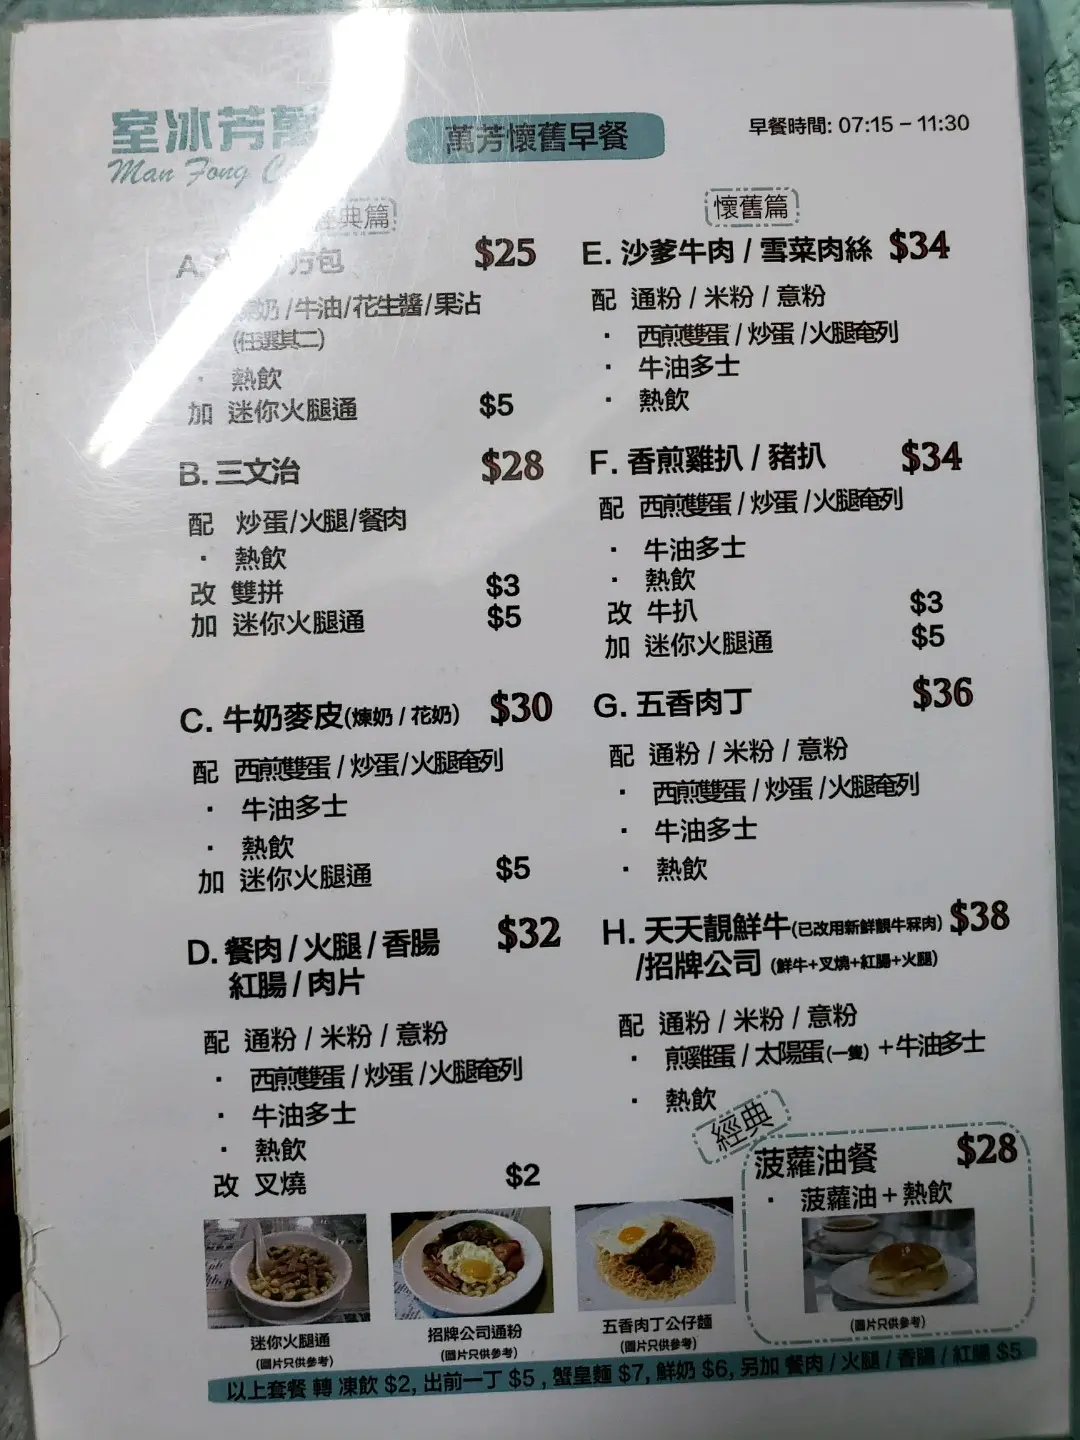 室冰芳萬
Man Fong
萬芳懷舊早餐
早餐時間: 07:15 – 11:30
典篇
A. 包 $25
奶/牛油/花生醬/果沾
(任選其二)
· 熱飲
加 迷你火腿通 $5
B. 三文治 $28
配 炒蛋/火腿/餐肉
· 熱飲
改 雙拼 $3
加 迷你火腿通 $5
C. 牛奶麥皮(煉奶 / 花奶) $30
配 西煎雙蛋 / 炒蛋/火腿奄列
· 牛油多士
· 熱飲
加 迷你火腿通 $5
D. 餐肉 / 火腿 / 香腸 $32
紅腸 / 肉片
配 通粉 / 米粉 / 意粉
· 西煎雙蛋 / 炒蛋 /火腿奄列
· 牛油多士
· 熱飲
改 叉燒 $2
懷舊篇
E. 沙爹牛肉 / 雪菜肉絲 $34
配 通粉 / 米粉 / 意粉
· 西煎雙蛋 / 炒蛋 /火腿奄列
· 牛油多士
· 熱飲
F. 香煎雞扒 / 豬扒 $34
配 西煎雙蛋 / 炒蛋 /火腿奄列
· 牛油多士
· 熱飲
改 牛扒 $3
加 迷你火腿通 $5
G. 五香肉丁 $36
配 通粉 / 米粉 / 意粉
· 西煎雙蛋 / 炒蛋 /火腿奄列
· 牛油多士
· 熱飲
H. 天天靚鮮牛(已改用新鮮靚牛冧肉) $38
/招牌公司 (鮮牛+叉燒+紅腸+火腿)
配 通粉 / 米粉 / 意粉
· 煎雞蛋 / 太陽蛋(一隻) +牛油多士
· 熱飲
經典
菠蘿油餐 $28
· 菠蘿油+熱飲
(圖片只供參考)
迷你火腿通
(圖片只供參考)
招牌公司通粉
(圖片只供參考)
五香肉丁公仔麵
(圖片只供參考)
以上套餐 轉 凍飲 $2, 出前一丁 $5 , 蟹皇麵 $7, 鮮奶 $6, 另加 餐肉 / 火腿 / 香腸 / 紅腸 $5